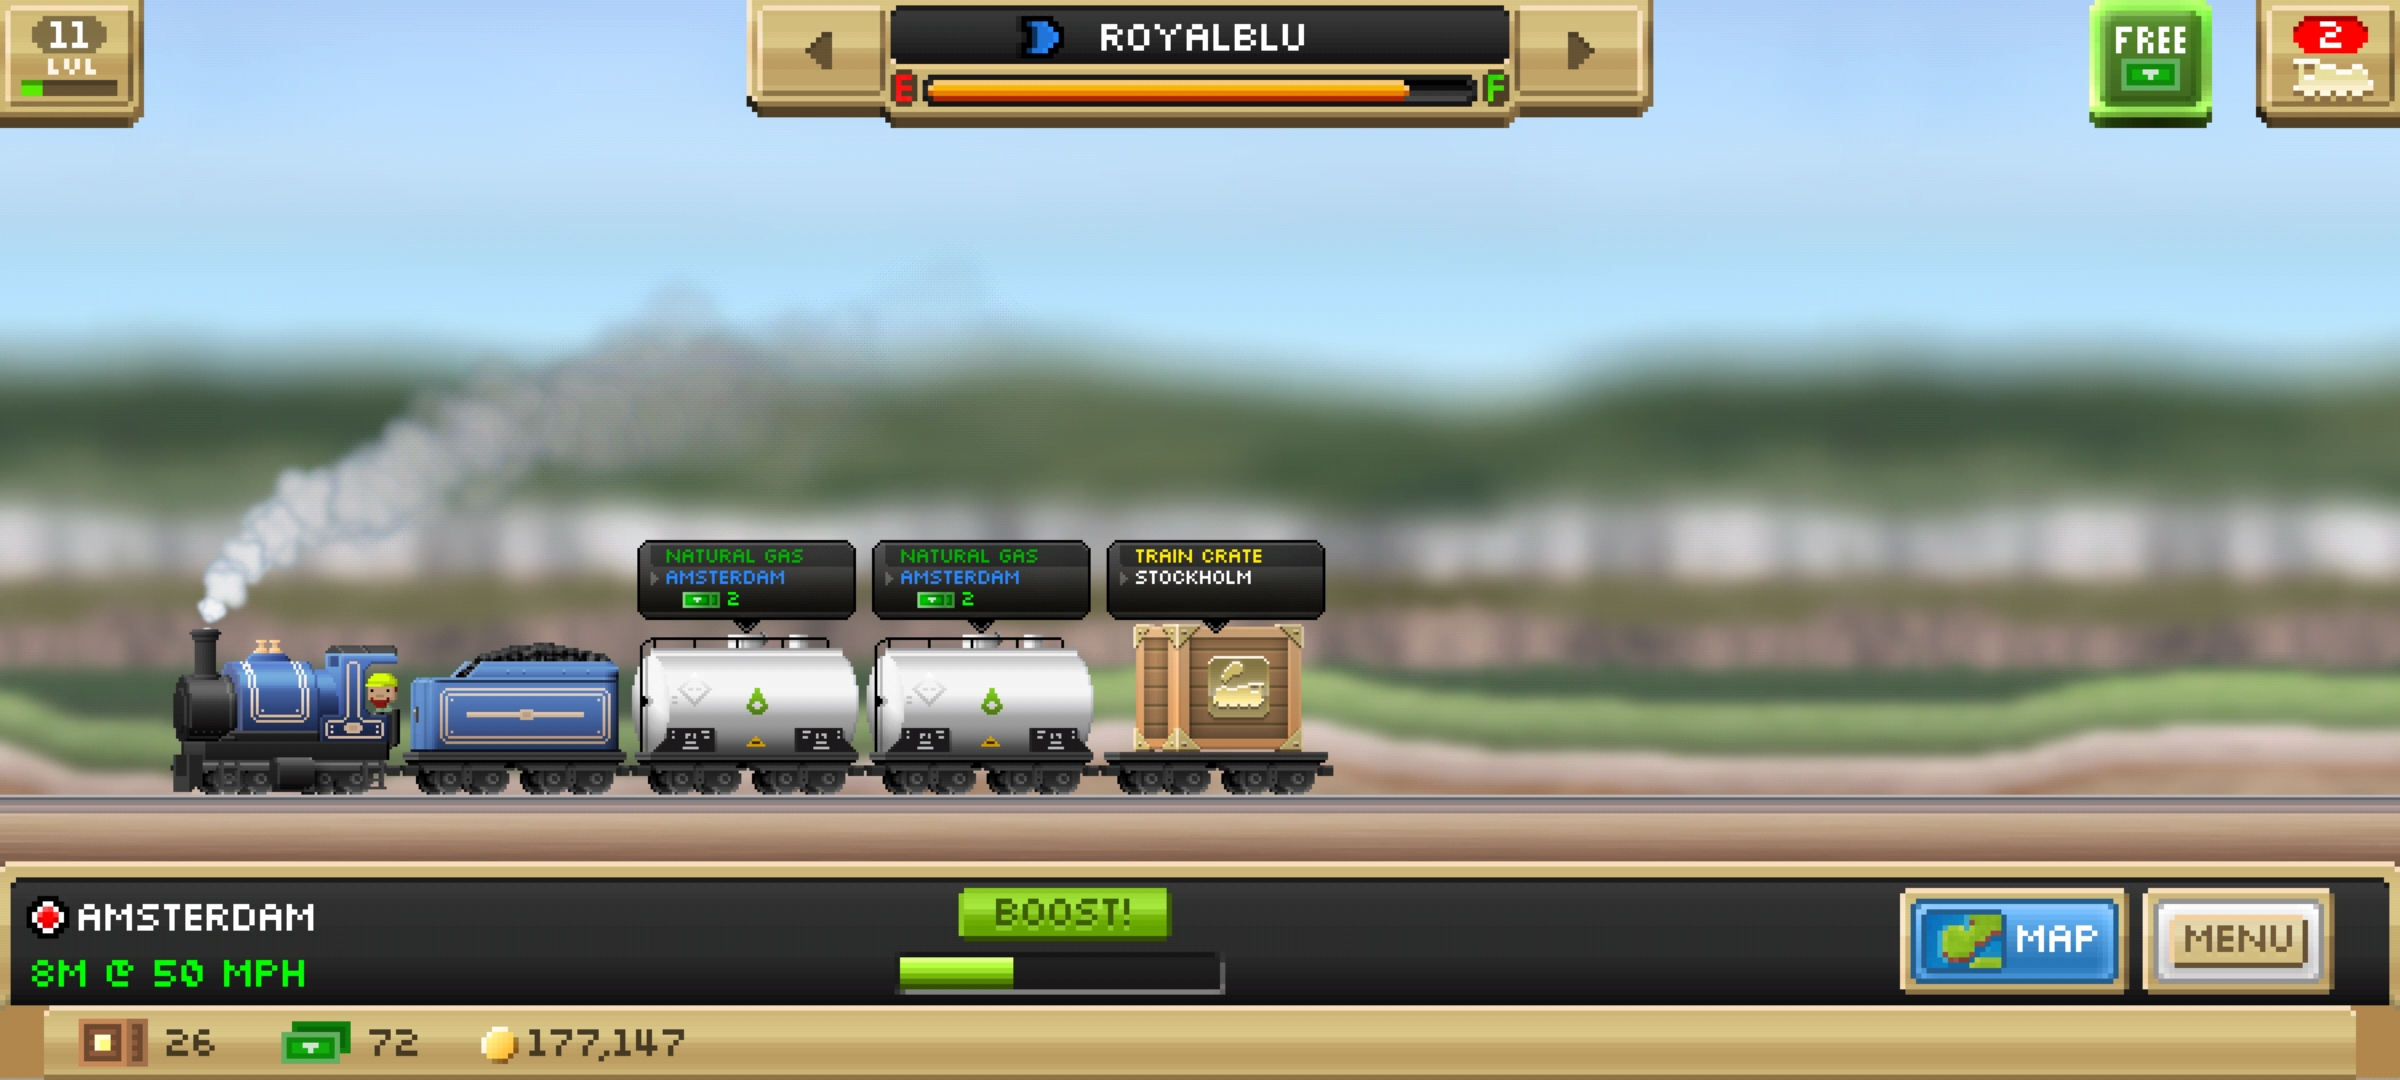 11
LVL
ROYALBLU
E F
FREE
2
NATURAL GAS
AMSTERDAM
2
NATURAL GAS
AMSTERDAM
2
TRAIN CRATE
STOCKHOLM
AMSTERDAM
8M @ 50 MPH
BOOST!
MAP
MENU
26
72
177,147